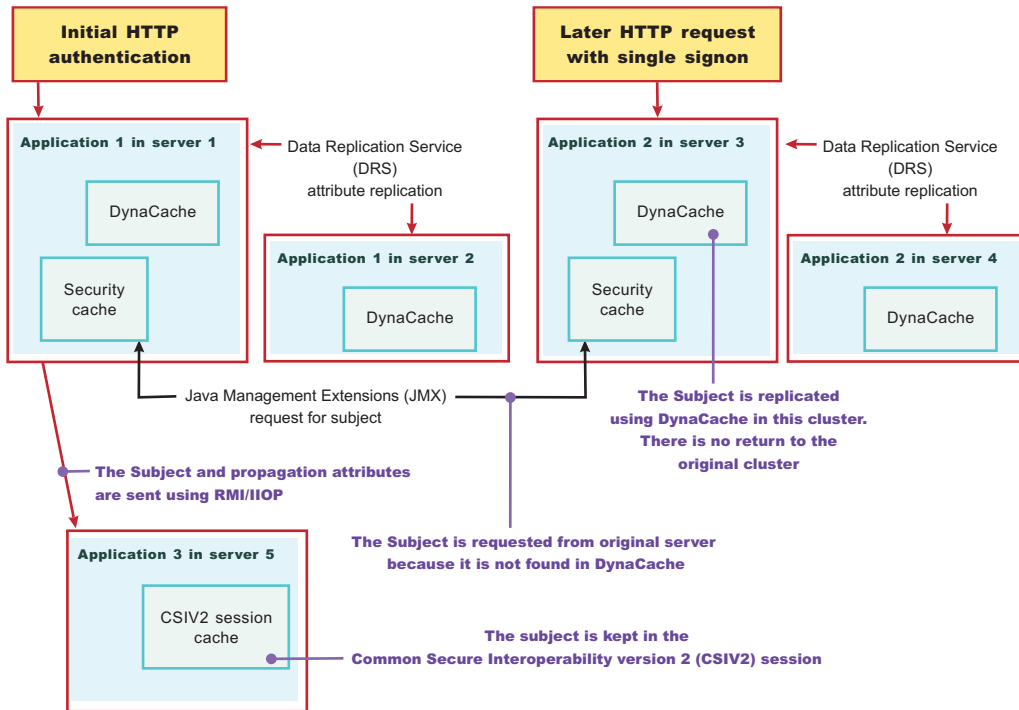 Initial HTTP
authentication
Later HTTP request
with single signon
Application 1 in server 1
DynaCache
Security
cache
Data Replication Service
(DRS)
attribute replication
Application 1 in server 2
DynaCache
Application 2 in server 3
DynaCache
Security
cache
Data Replication Service
(DRS)
attribute replication
Application 2 in server 4
DynaCache
Java Management Extensions (JMX)
request for subject
The Subject is replicated
using DynaCache in this cluster.
There is no return to the
original cluster
The Subject and propagation attributes
are sent using RMI/IIOP
The Subject is requested from original server
because it is not found in DynaCache
Application 3 in server 5
CSIV2 session
cache
The subject is kept in the
Common Secure Interoperability version 2 (CSIV2) session